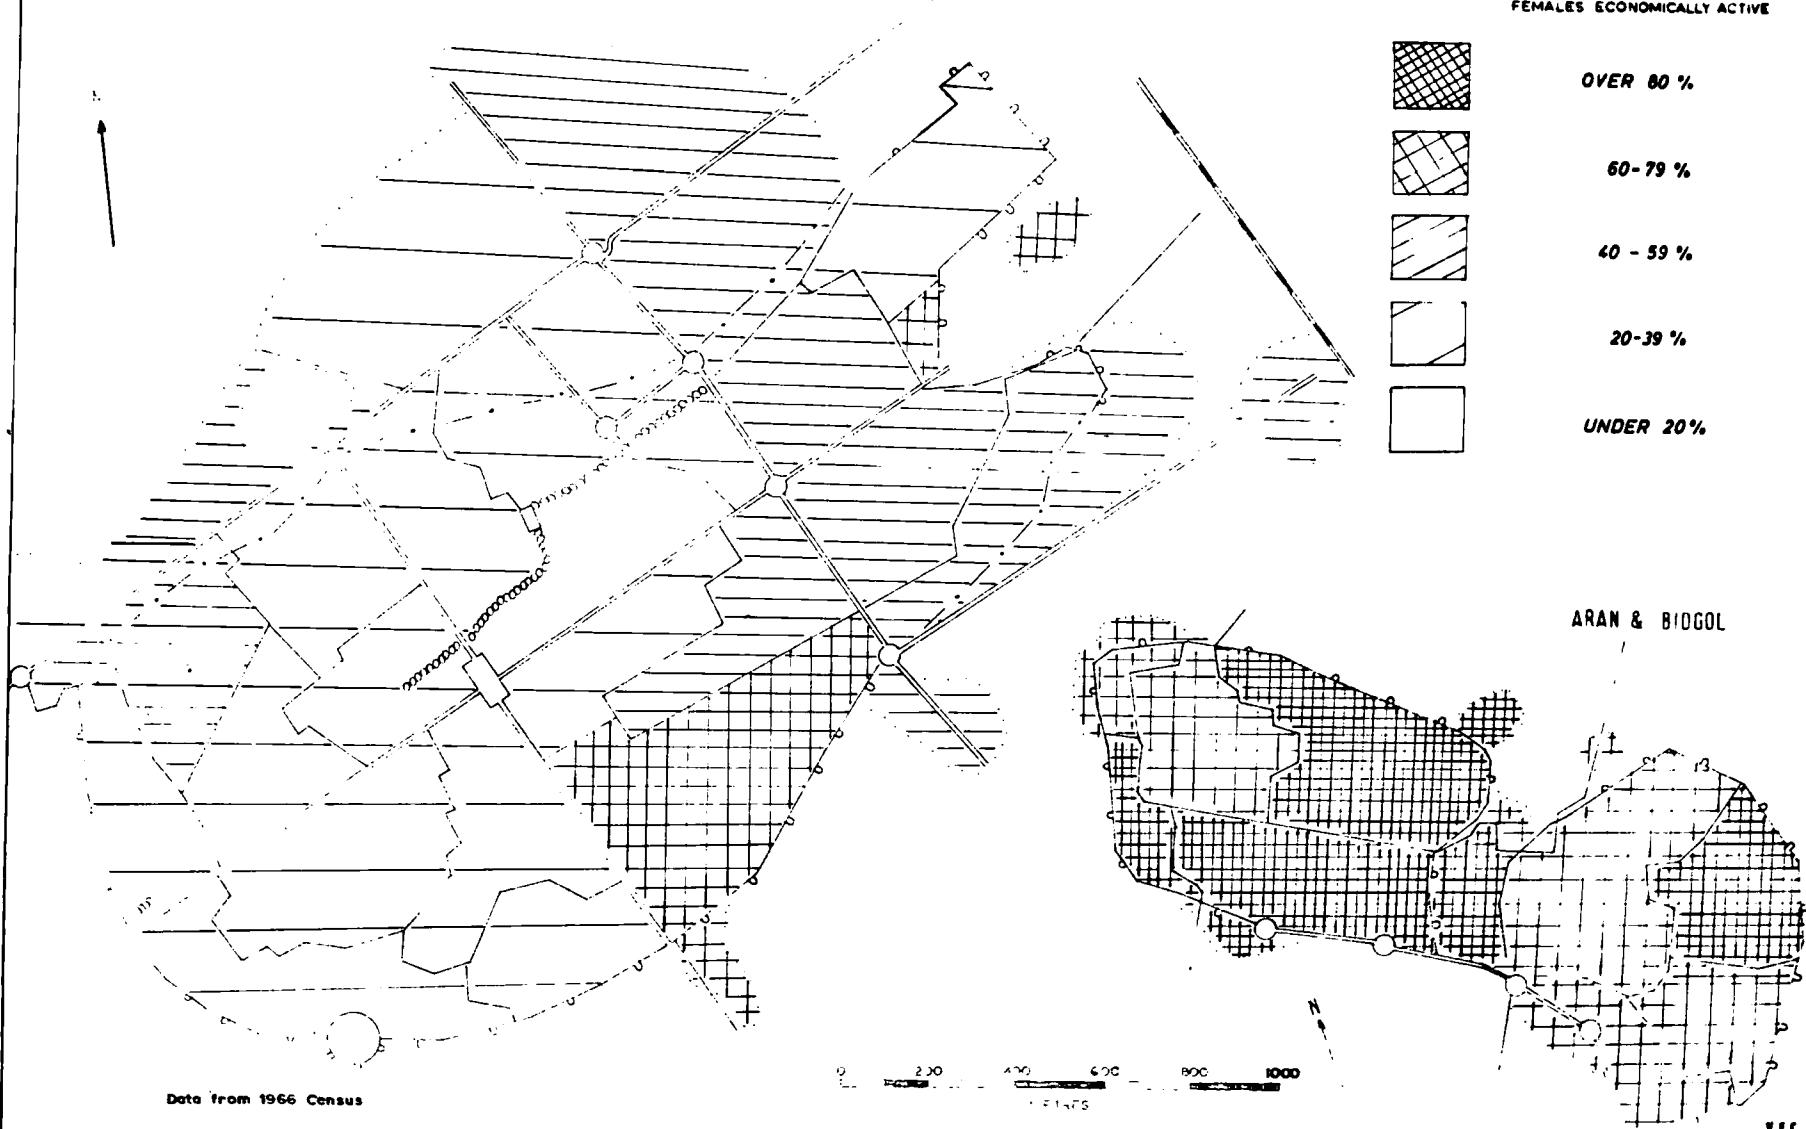 FEMALES ECONOMICALLY ACTIVE
OVER 80 %
60-79 %
40 - 59 %
20-39 %
UNDER 20%
ARAN & BIDGOL
N
0 200 400 600 800 1000
METRES
Data from 1966 Census